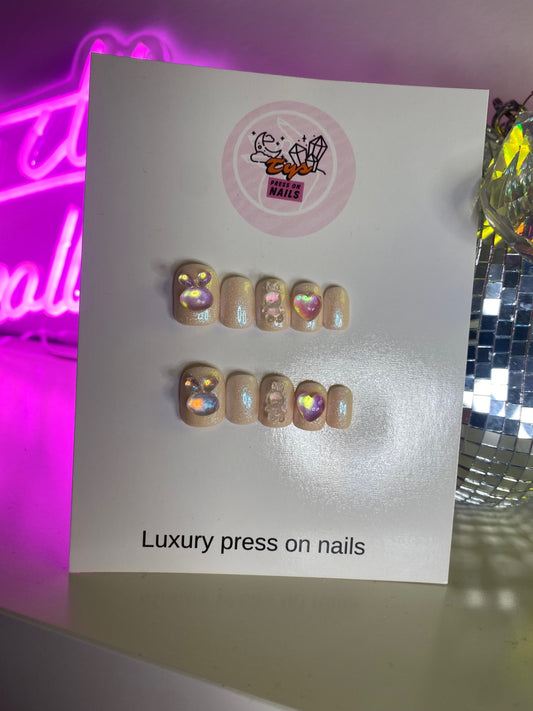 tys
PRESS ON
NAILS
Luxury press on nails